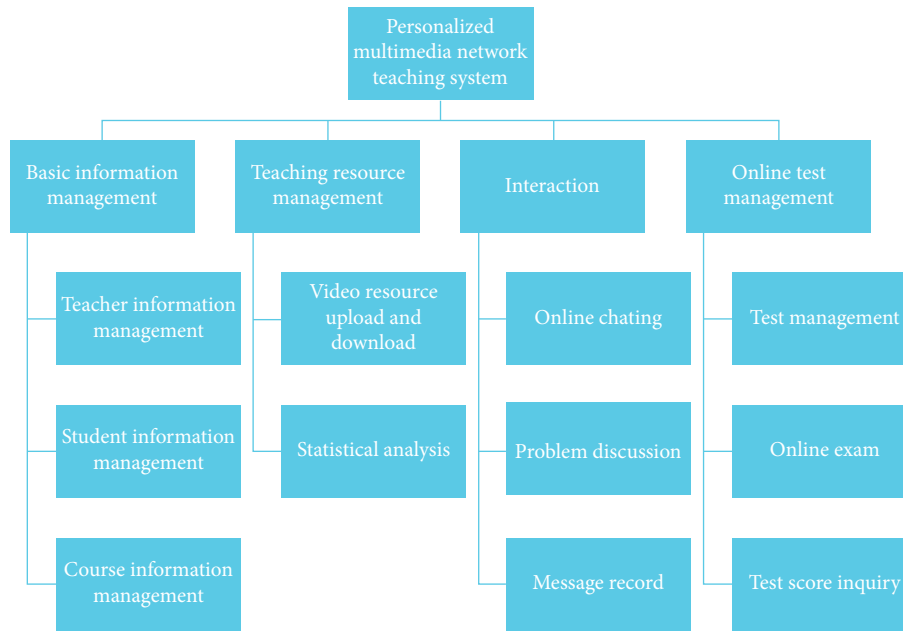 Personalized
multimedia network
teaching system
Basic information
management
Teaching resource
management
Interaction
Online test
management
Teacher information
management
Video resource
upload and
download
Online chating
Test management
Student information
management
Statistical analysis
Problem discussion
Online exam
Course information
management
Message record
Test score inquiry